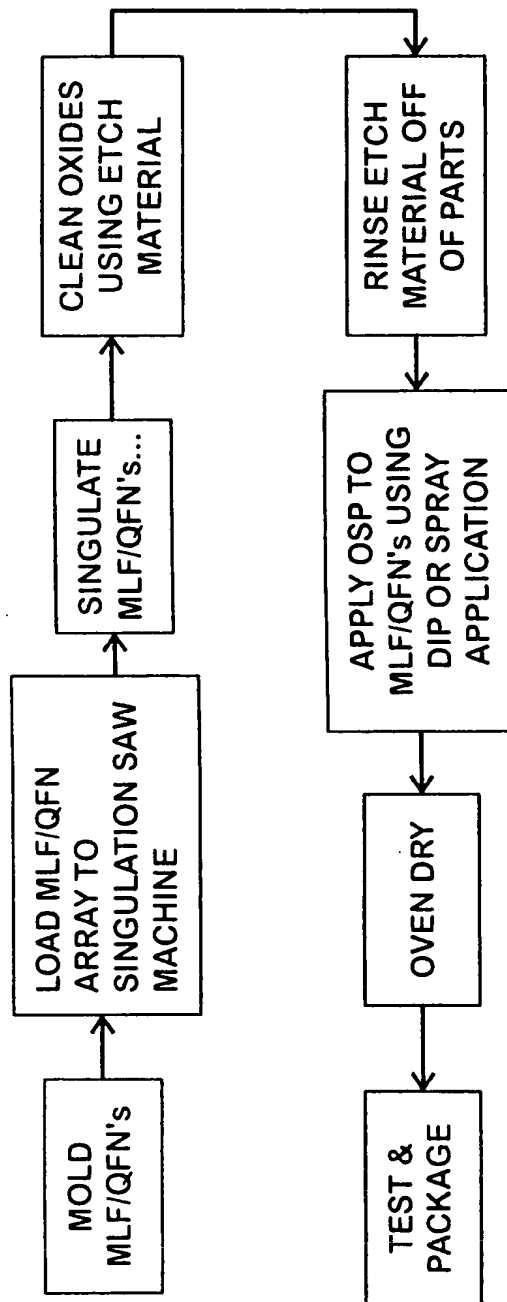 MOLD
MLF/QFN's
LOAD MLF/QFN
ARRAY TO
SINGULATION SAW
MACHINE
SINGULATE
MLF/QFN's...
CLEAN OXIDES
USING ETCH
MATERIAL
RINSE ETCH
MATERIAL OFF
OF PARTS
APPLY OSP TO
MLF/QFN's USING
DIP OR SPRAY
APPLICATION
OVEN DRY
TEST &
PACKAGE